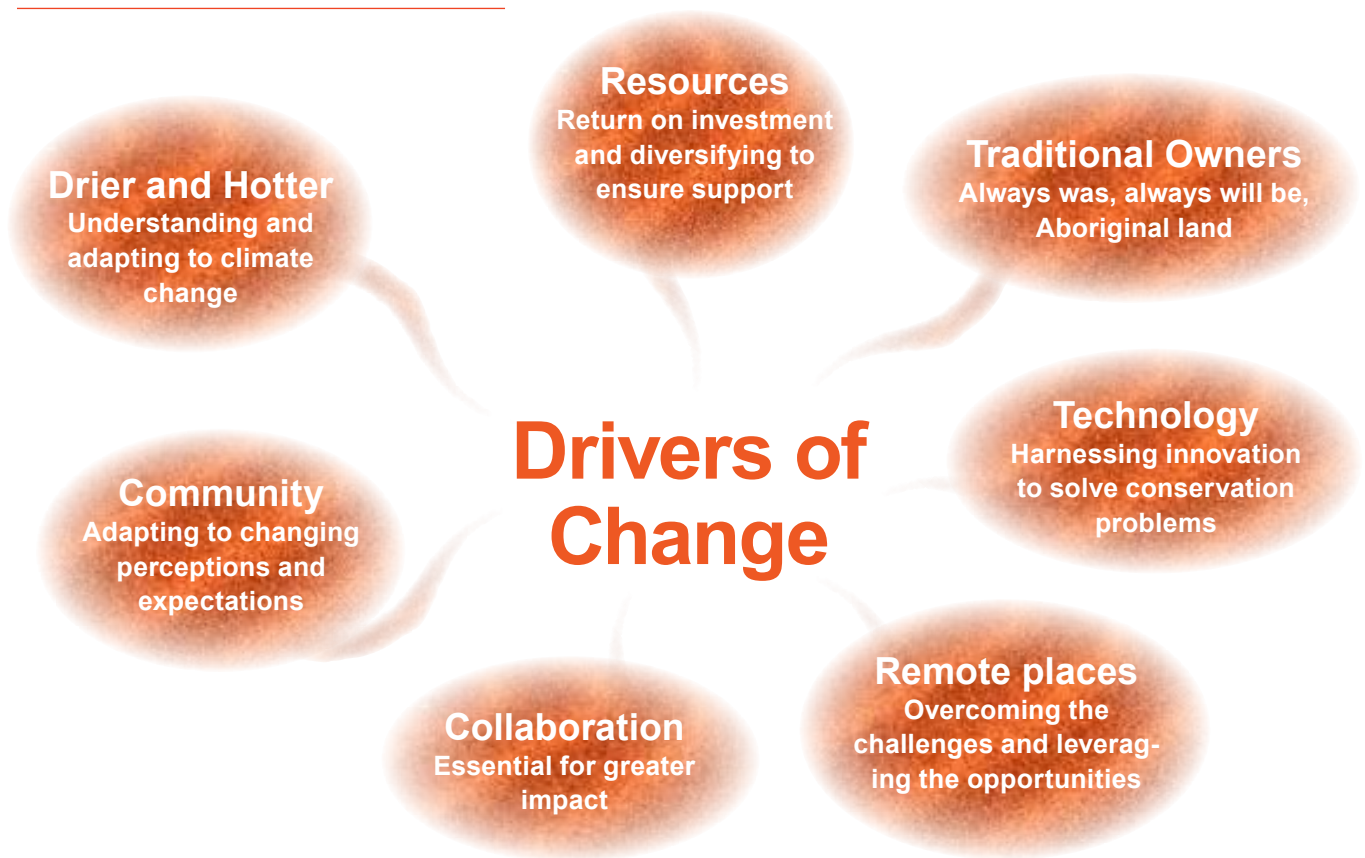 Resources
Return on investment
and diversifying to
ensure support
Traditional Owners
Always was, always will be,
Aboriginal land
Drier and Hotter
Understanding and
adapting to climate
change
Technology
Harnessing innovation
to solve conservation
problems
Drivers of
Change
Community
Adapting to changing
perceptions and
expectations
Remote places
Overcoming the
challenges and leverag-
ing the opportunities
Collaboration
Essential for greater
impact